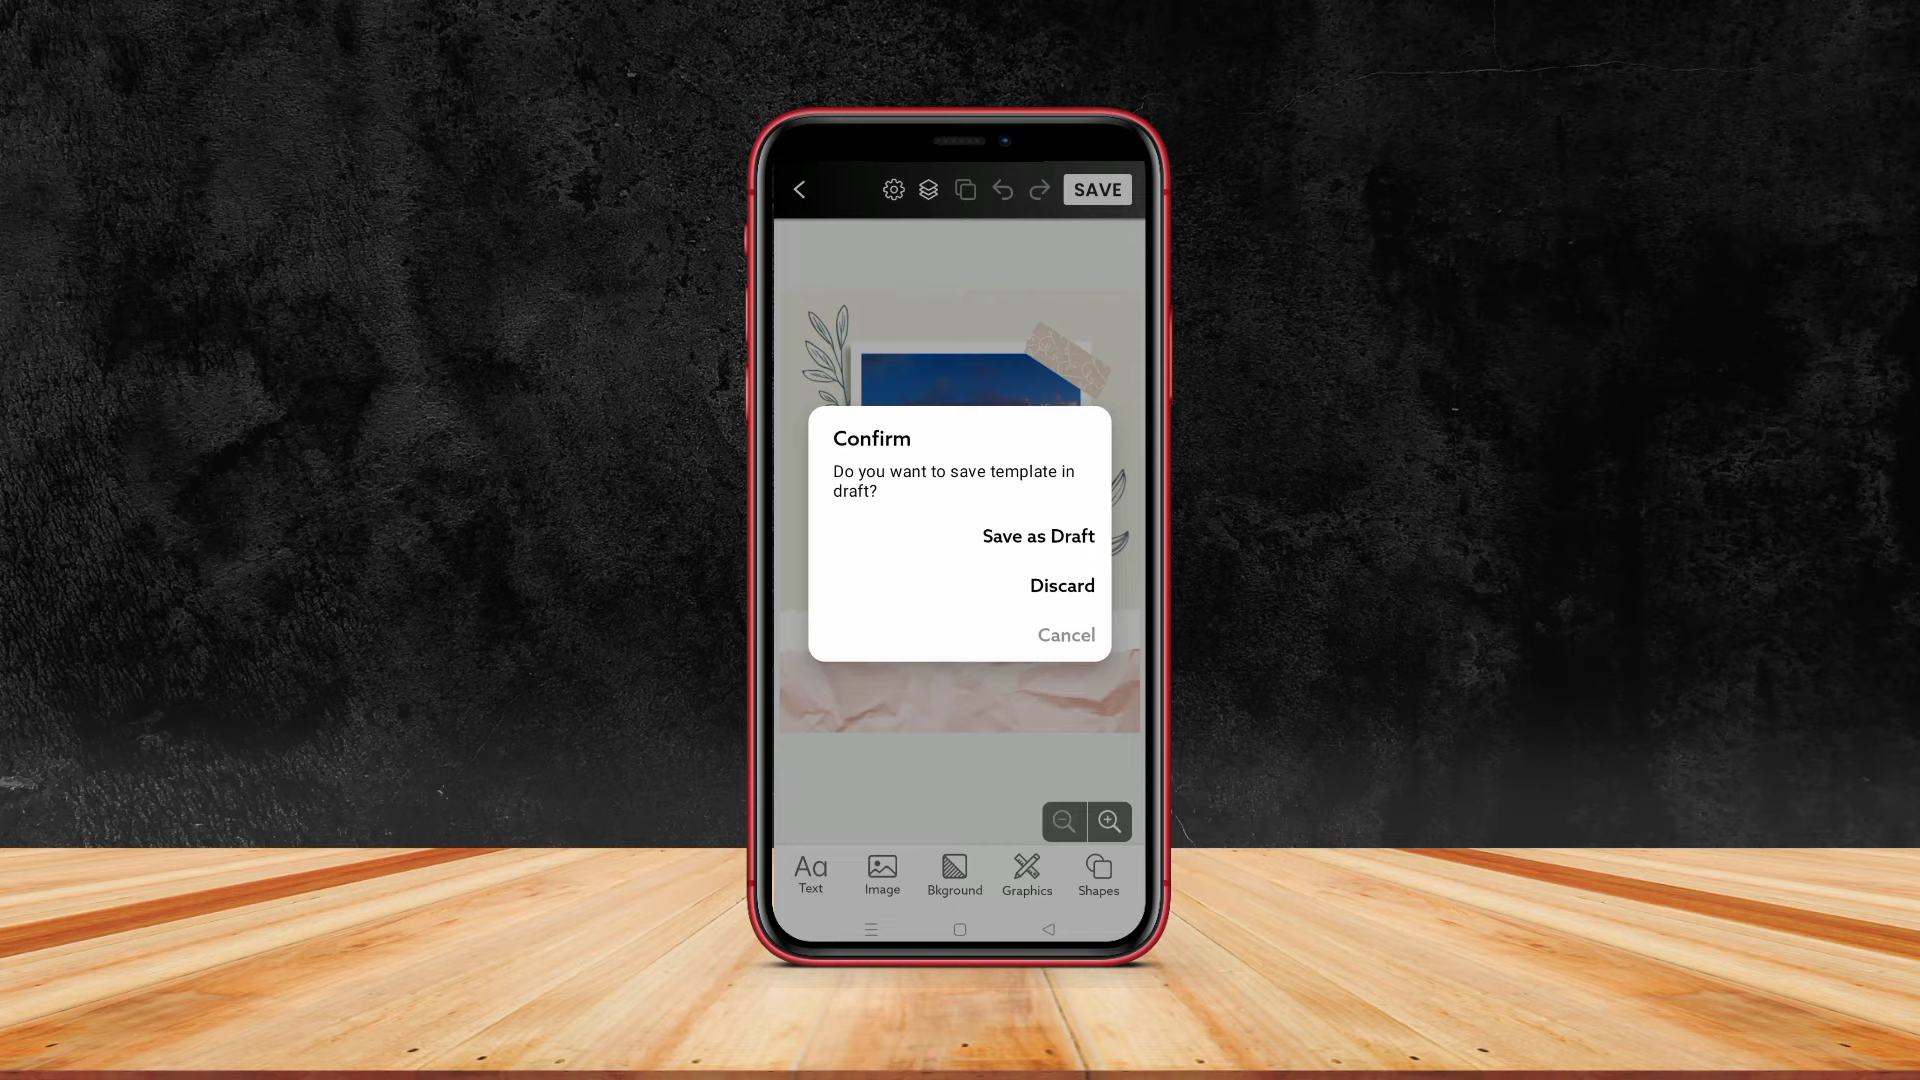 SAVE
Confirm
Do you want to save template in
draft?
Save as Draft
Discard
Cancel
Aa
Text
Image
Bkground
Graphics
Shapes